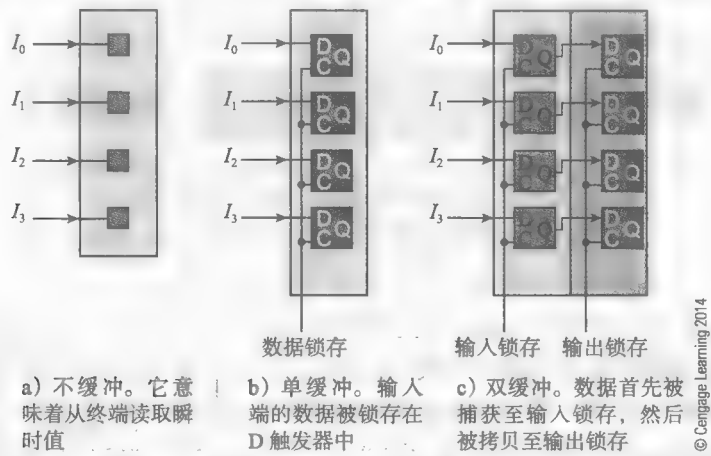 I0
I1
I2
I3
I0
D
C
Q
I1
D
C
Q
I2
D
C
Q
I3
D
C
Q
数据锁存
I0
D
C
Q
D
C
Q
I1
D
C
Q
D
C
Q
I2
D
C
Q
D
C
Q
I3
D
C
Q
D
C
Q
输入锁存 输出锁存
a）不缓冲。它意
味着从终端读取瞬
时值
b）单缓冲。输入
端的数据被锁存在
D 触发器中
c）双缓冲。数据首先被
捕获至输入锁存，然后
被拷贝至输出锁存
© Cengage Learning 2014